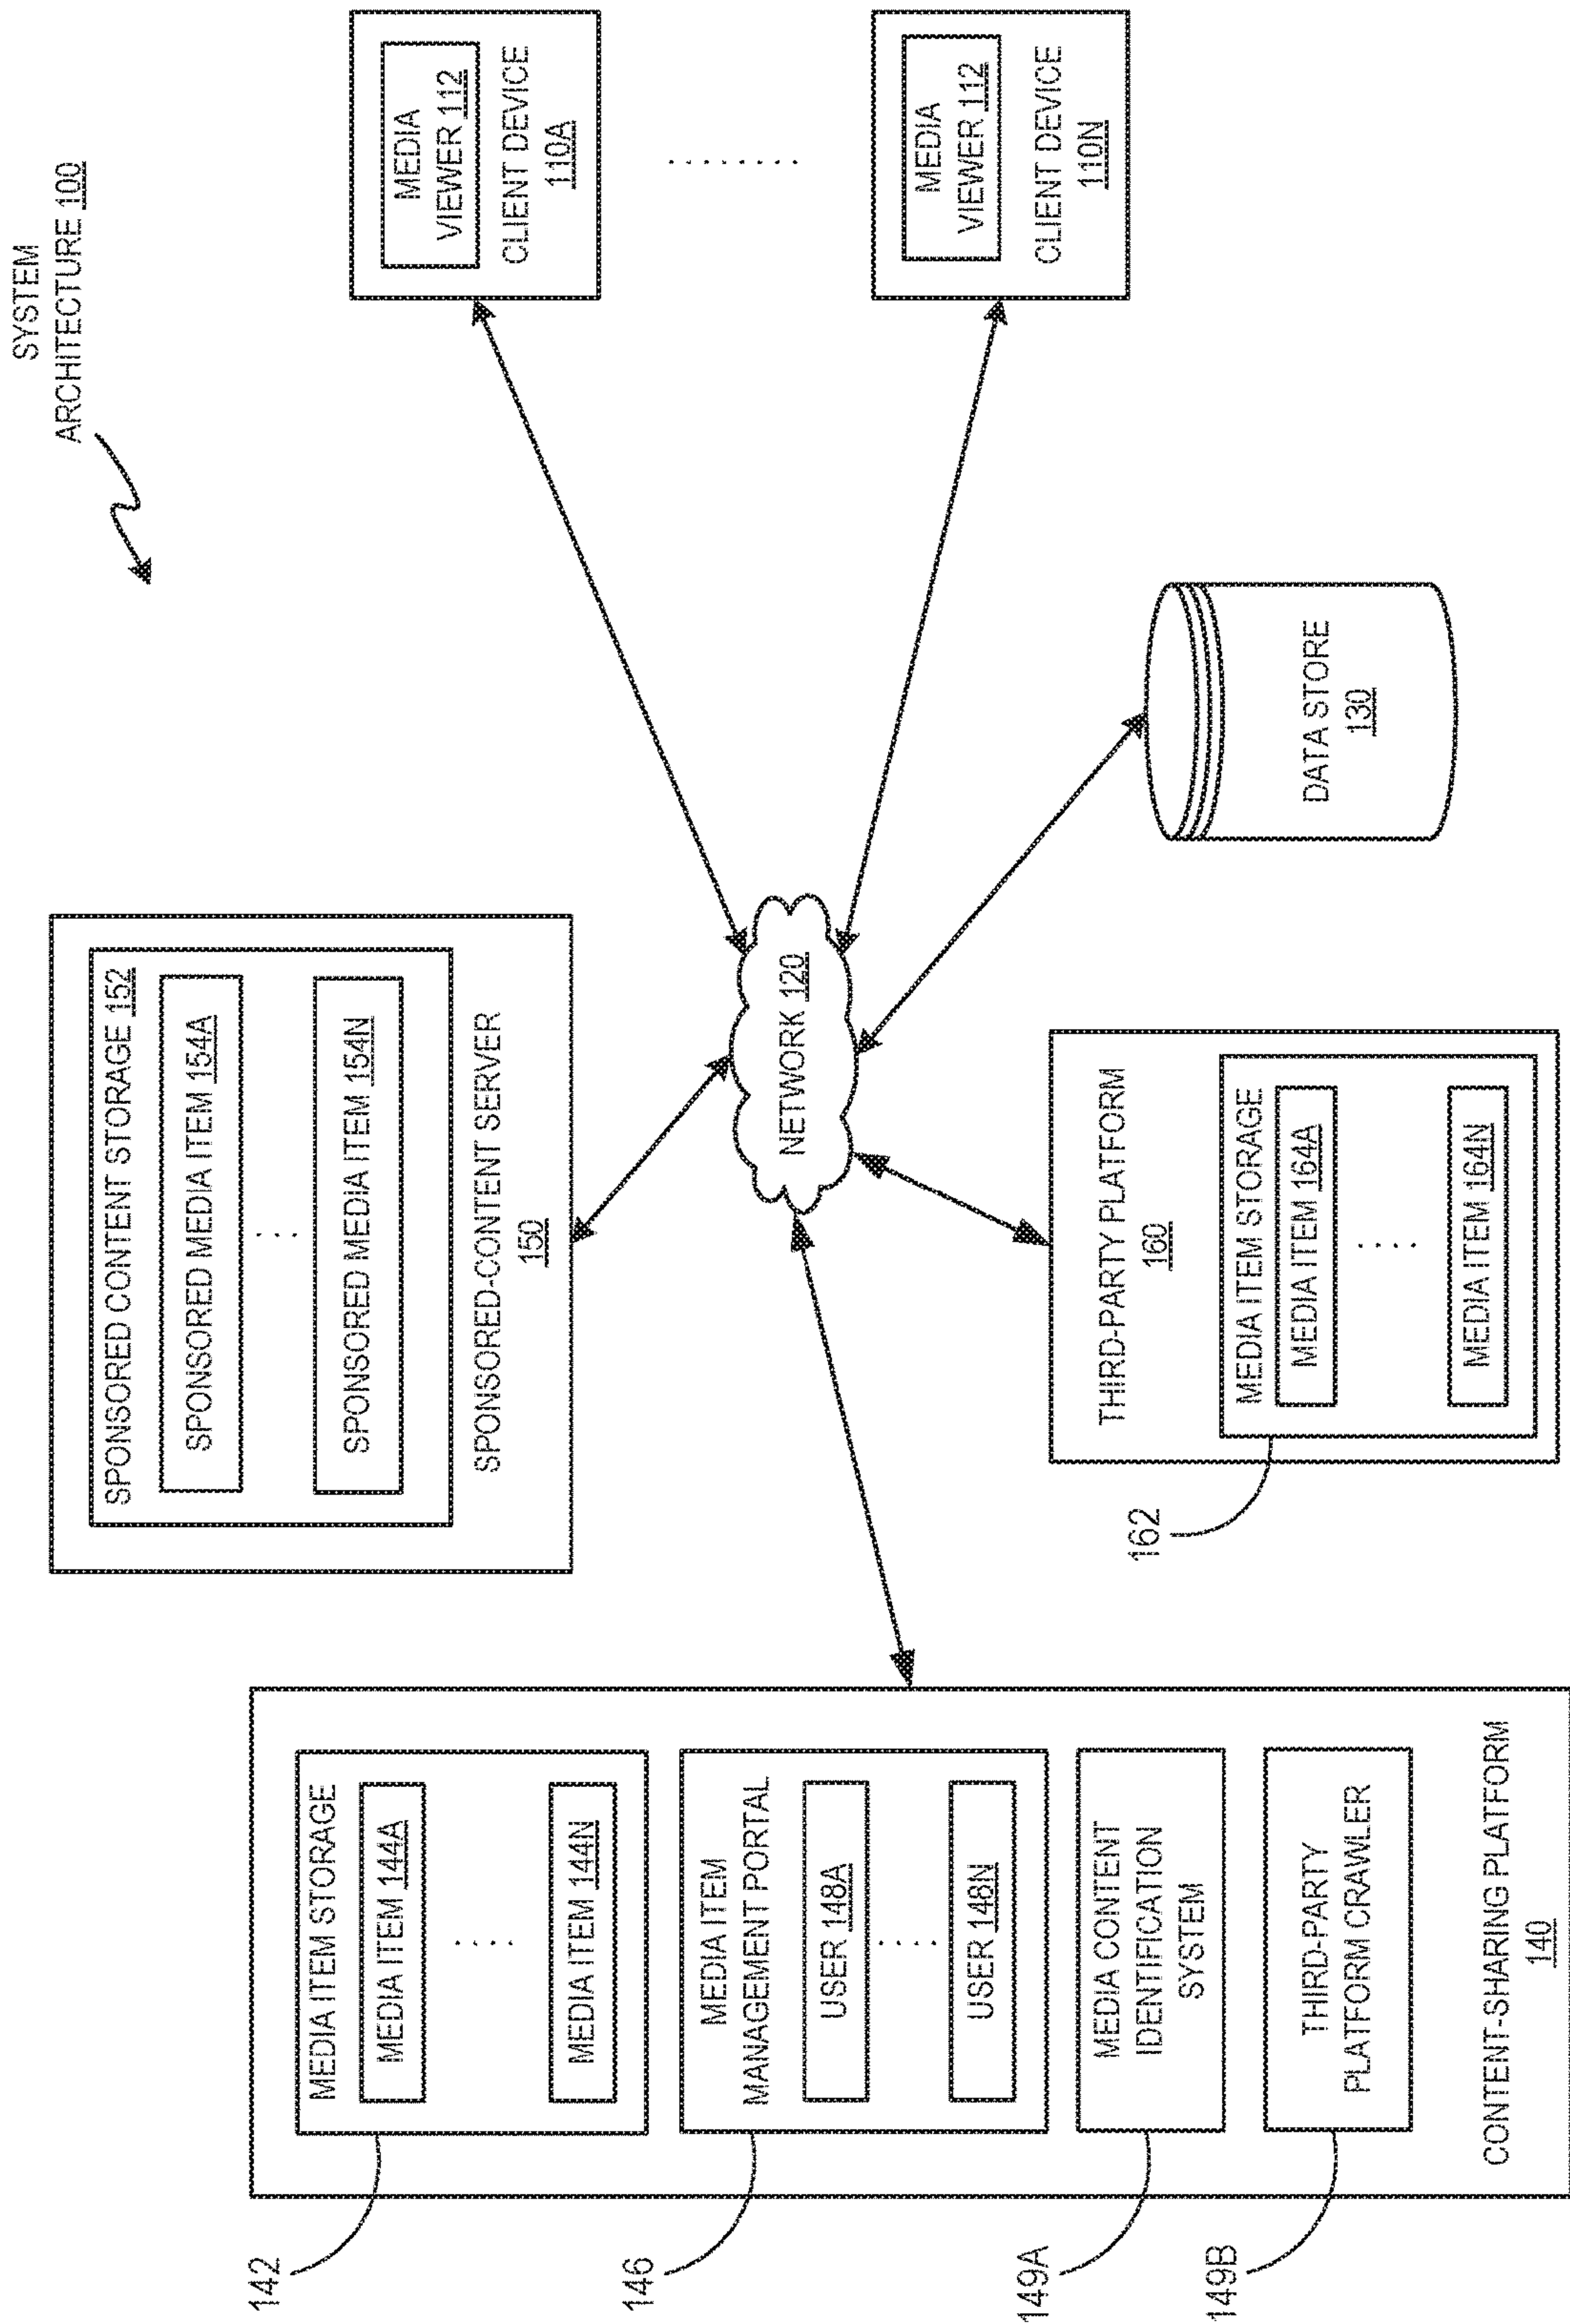 SYSTEM
ARCHITECTURE 100
MEDIA ITEM STORAGE
MEDIA ITEM 144A
. . . .
MEDIA ITEM 144N
142
MEDIA ITEM
MANAGEMENT PORTAL
USER 148A
. . . . .
USER 148N
146
MEDIA CONTENT
IDENTIFICATION
SYSTEM
149A
THIRD-PARTY
PLATFORM CRAWLER
149B
CONTENT-SHARING PLATFORM
140
SPONSORED CONTENT STORAGE 152
SPONSORED MEDIA ITEM 154A
. . . .
SPONSORED MEDIA ITEM 154N
SPONSORED-CONTENT SERVER
150
NETWORK 120
THIRD-PARTY PLATFORM
160
MEDIA ITEM STORAGE
MEDIA ITEM 164A
. . . .
MEDIA ITEM 164N
162
DATA STORE
130
MEDIA
VIEWER 112
CLIENT DEVICE
110A
. . . . . . .
MEDIA
VIEWER 112
CLIENT DEVICE
110N